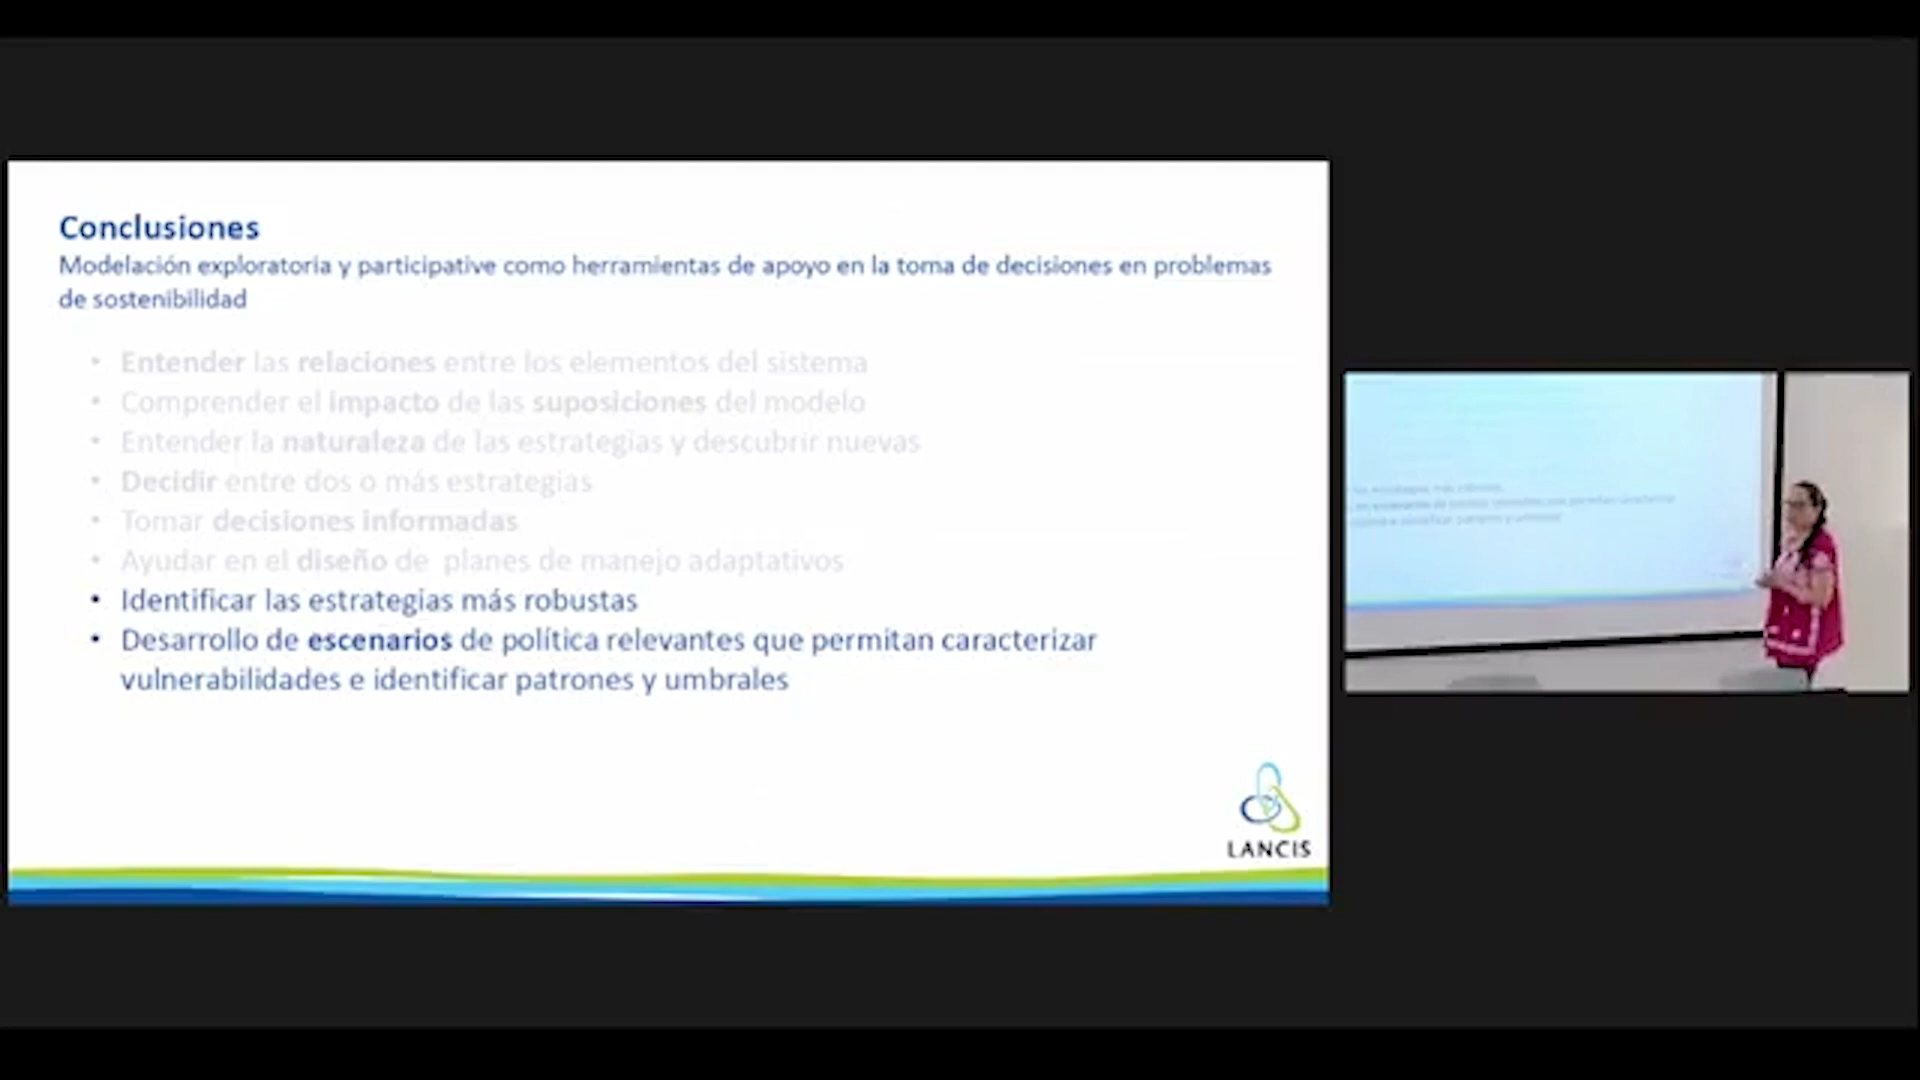 Conclusiones
Modelación exploratoria y participative como herramientas de apoyo en la toma de decisiones en problemas
de sostenibilidad
• Entender las relaciones entre los elementos del sistema
• Comprender el impacto de las suposiciones del modelo
• Entender la naturaleza de las estrategias y descubrir nuevas
• Decidir entre dos o más estrategias
• Tomar decisiones informadas
• Ayudar en el diseño de planes de manejo adaptativos
• Identificar las estrategias más robustas
• Desarrollo de escenarios de política relevantes que permitan caracterizar
vulnerabilidades e identificar patrones y umbrales
LANCIS